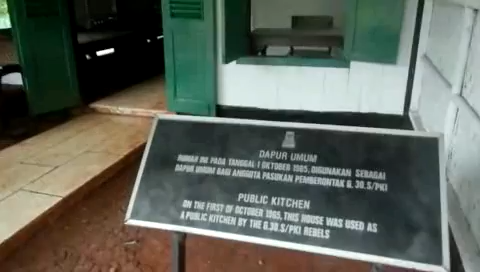 DAPUR UMUM
RUMAH INI PADA TANGGAL 1 OKTOBER 1965, DIGUNAKAN SEBAGAI
DAPUR UMUM BAGI ANGGOTA PASUKAN PEMBERONTAK G. 30.S/PKI
PUBLIC KITCHEN
ON THE FIRST OF OCTOBER 1965, THIS HOUSE WAS USED AS
A PUBLIC KITCHEN BY THE G.30.S/PKI REBELS